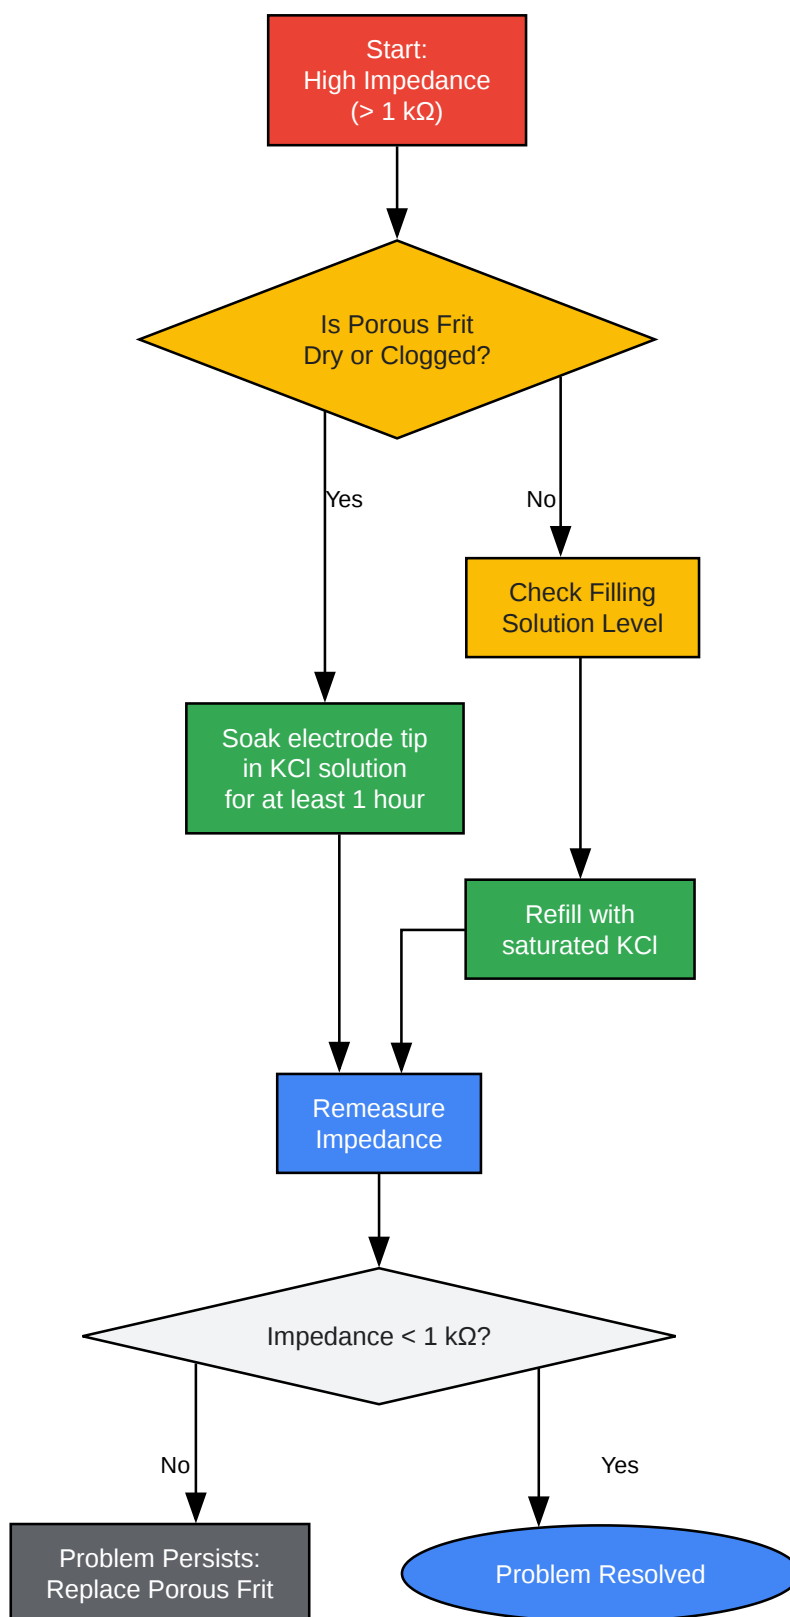 Start:
High Impedance
(> 1 kΩ)
Is Porous Frit
Dry or Clogged?
Yes
No
Check Filling
Solution Level
Soak electrode tip
in KCl solution
for at least 1 hour
Refill with
saturated KCl
Remeasure
Impedance
Impedance < 1 kΩ?
No
Yes
Problem Persists:
Replace Porous Frit
Problem Resolved